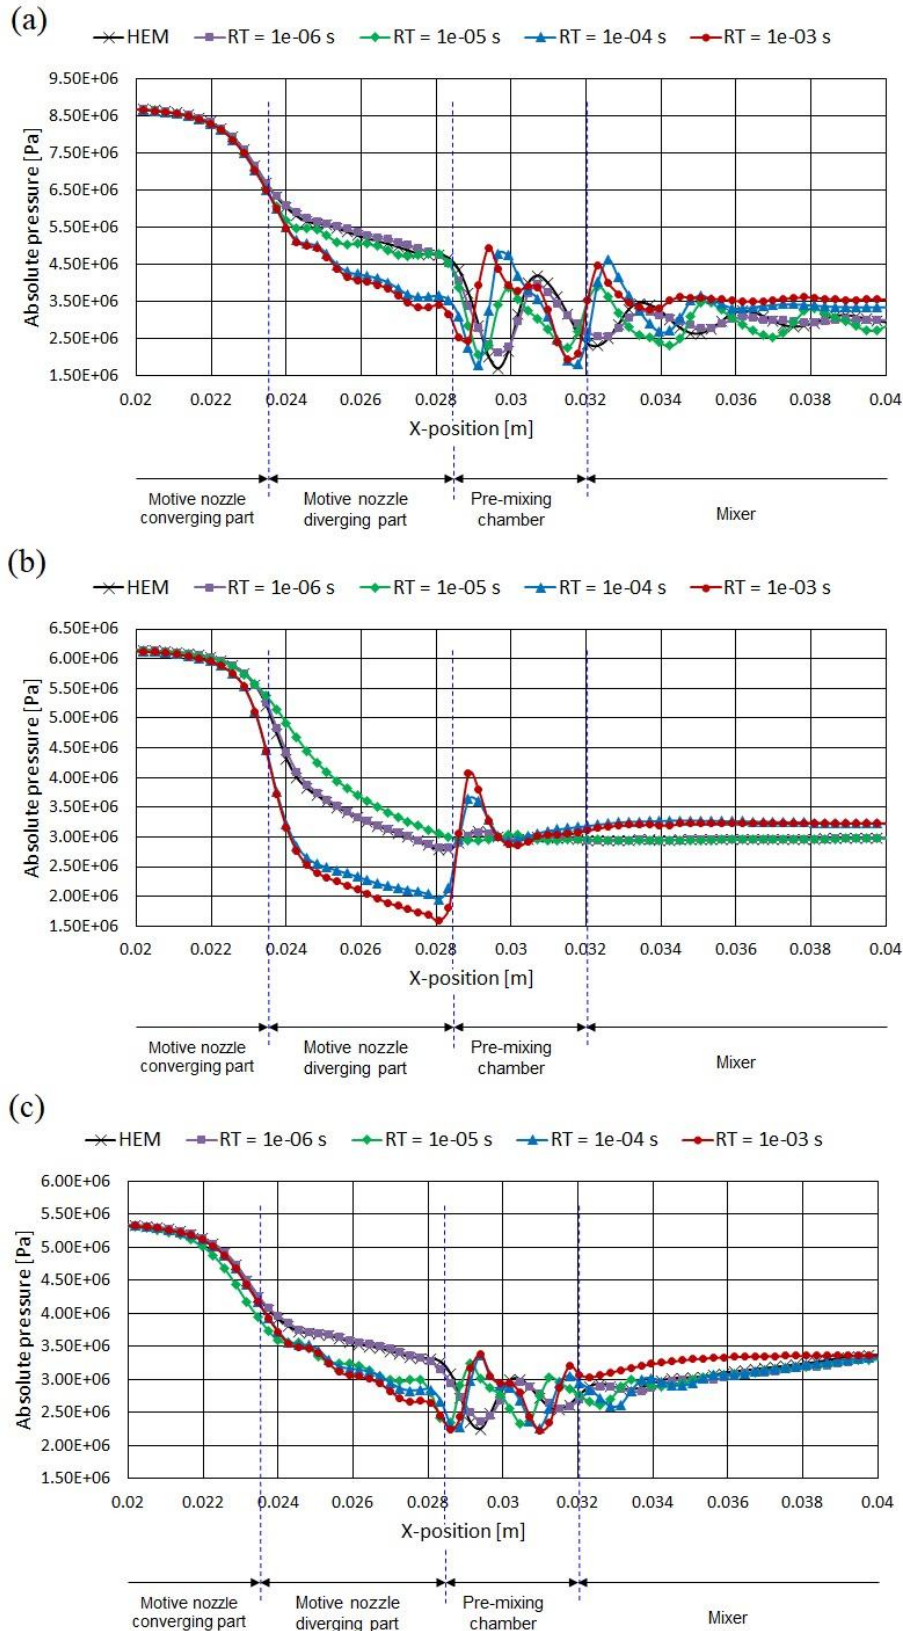 (a)
HEM RT = 1e-06 s RT = 1e-05 s RT = 1e-04 s RT = 1e-03 s
Absolute pressure [Pa]
9.50E+06
8.50E+06
7.50E+06
6.50E+06
5.50E+06
4.50E+06
3.50E+06
2.50E+06
1.50E+06
0.02 0.022 0.024 0.026 0.028 0.03 0.032 0.034 0.036 0.038 0.04
X-position [m]
Motive nozzle converging part
Motive nozzle diverging part
Pre-mixing chamber
Mixer
(b)
HEM RT = 1e-06 s RT = 1e-05 s RT = 1e-04 s RT = 1e-03 s
Absolute pressure [Pa]
6.50E+06
6.00E+06
5.50E+06
5.00E+06
4.50E+06
4.00E+06
3.50E+06
3.00E+06
2.50E+06
2.00E+06
1.50E+06
0.02 0.022 0.024 0.026 0.028 0.03 0.032 0.034 0.036 0.038 0.04
X-position [m]
Motive nozzle converging part
Motive nozzle diverging part
Pre-mixing chamber
Mixer
(c)
HEM RT = 1e-06 s RT = 1e-05 s RT = 1e-04 s RT = 1e-03 s
Absolute pressure [Pa]
6.00E+06
5.50E+06
5.00E+06
4.50E+06
4.00E+06
3.50E+06
3.00E+06
2.50E+06
2.00E+06
1.50E+06
0.02 0.022 0.024 0.026 0.028 0.03 0.032 0.034 0.036 0.038 0.04
X-position [m]
Motive nozzle converging part
Motive nozzle diverging part
Pre-mixing chamber
Mixer